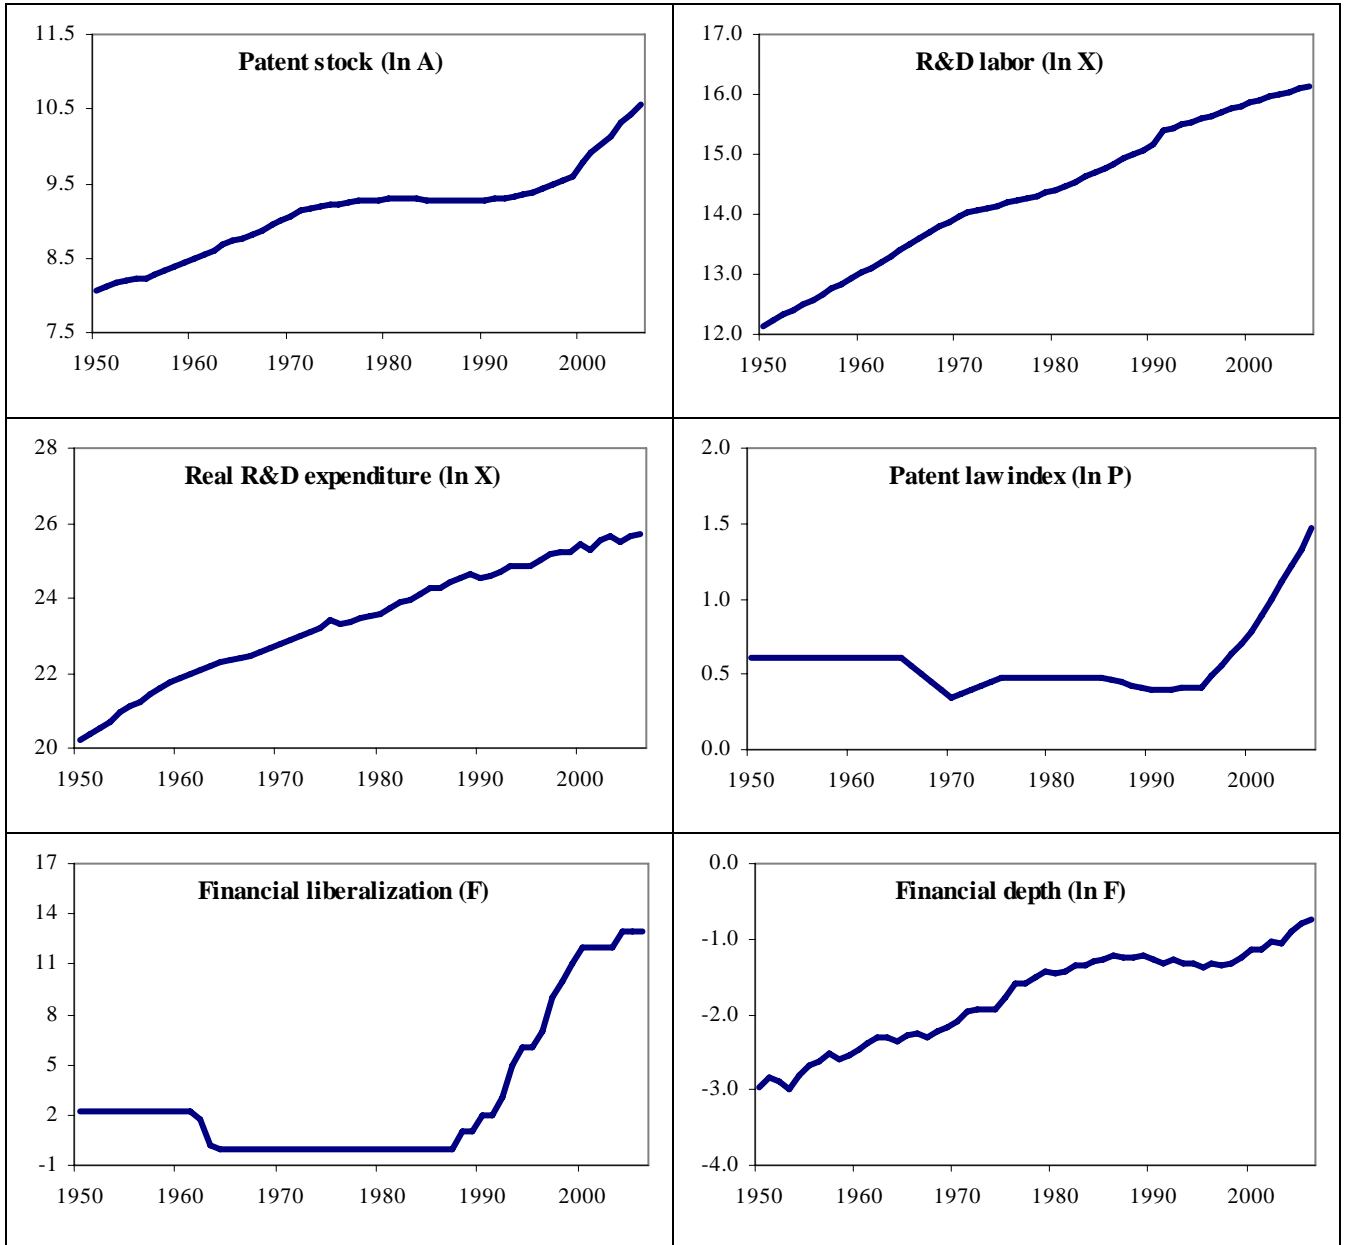 Patent stock (ln A)
11.5
10.5
9.5
8.5
7.5
1950 1960 1970 1980 1990 2000
R&D labor (ln X)
17.0
16.0
15.0
14.0
13.0
12.0
1950 1960 1970 1980 1990 2000
Real R&D expenditure (ln X)
28
26
24
22
20
1950 1960 1970 1980 1990 2000
Patent law index (ln P)
2.0
1.5
1.0
0.5
0.0
1950 1960 1970 1980 1990 2000
Financial liberalization (F)
17
14
11
8
5
2
-1
1950 1960 1970 1980 1990 2000
Financial depth (ln F)
0.0
-1.0
-2.0
-3.0
-4.0
1950 1960 1970 1980 1990 2000